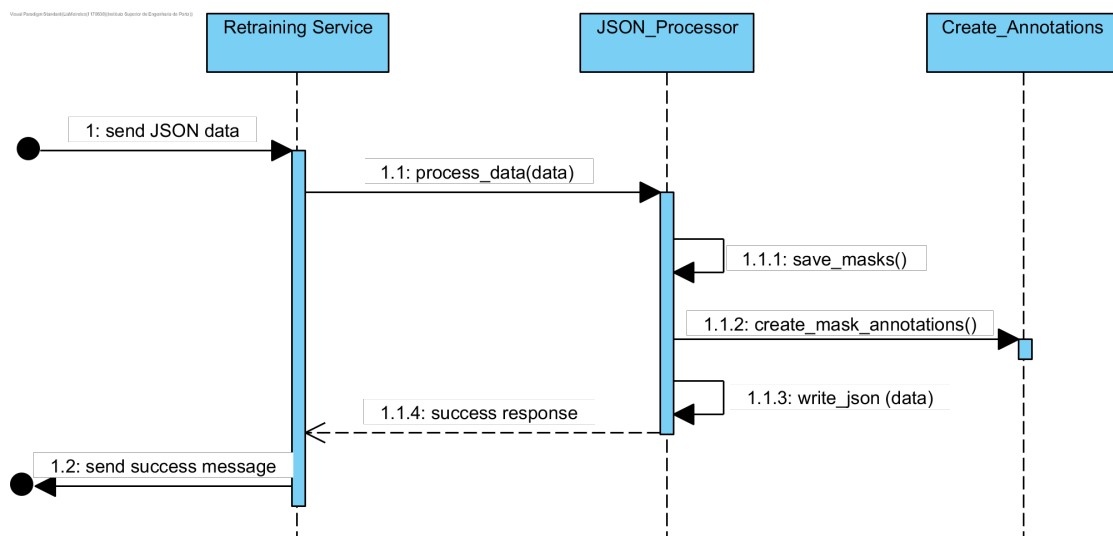 Retraining Service
JSON_Processor
Create_Annotations
1: send JSON data
1.1: process_data(data)
1.1.1: save_masks()
1.1.2: create_mask_annotations()
1.1.3: write_json (data)
1.1.4: success response
1.2: send success message